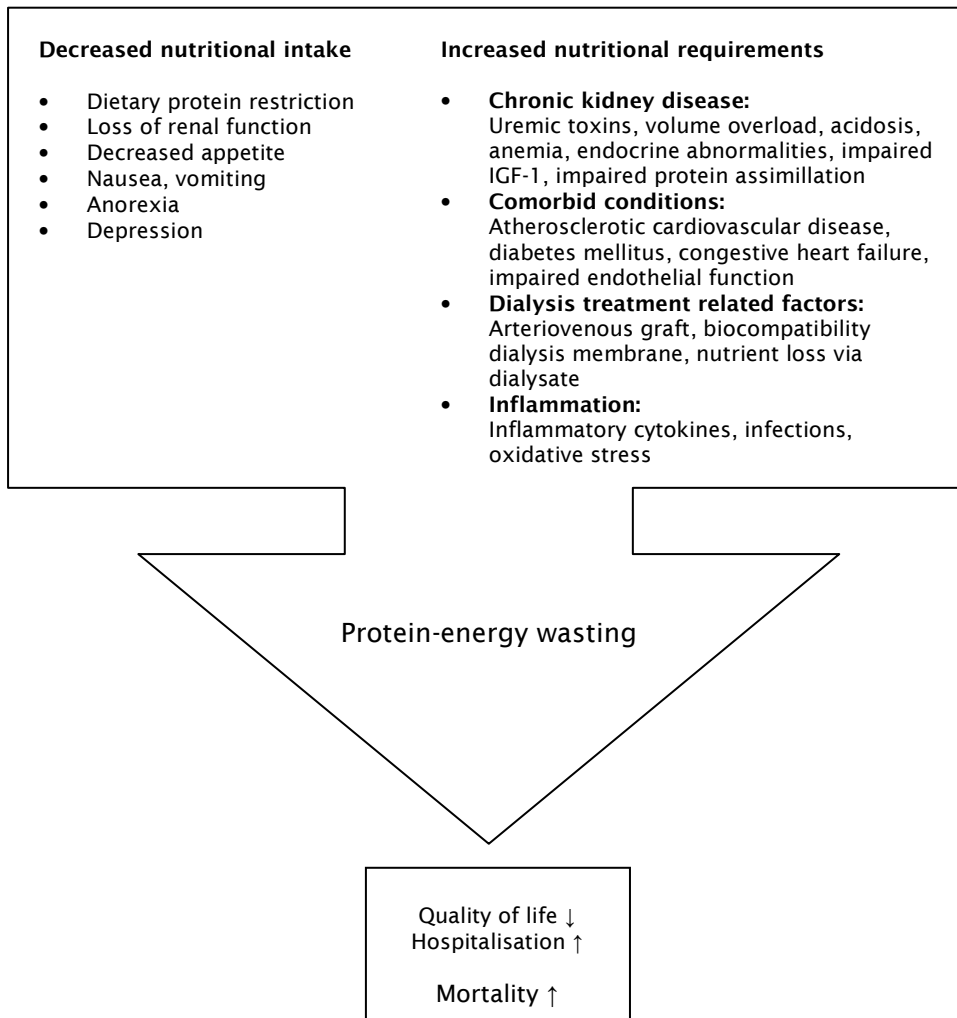 Decreased nutritional intake
• Dietary protein restriction
• Loss of renal function
• Decreased appetite
• Nausea, vomiting
• Anorexia
• Depression
Increased nutritional requirements
• Chronic kidney disease:
Uremic toxins, volume overload, acidosis,
anemia, endocrine abnormalities, impaired
IGF-1, impaired protein assimillation
• Comorbid conditions:
Atherosclerotic cardiovascular disease,
diabetes mellitus, congestive heart failure,
impaired endothelial function
• Dialysis treatment related factors:
Arteriovenous graft, biocompatibility
dialysis membrane, nutrient loss via
dialysate
• Inflammation:
Inflammatory cytokines, infections,
oxidative stress
Protein-energy wasting
Quality of life ↓
Hospitalisation ↑
Mortality ↑